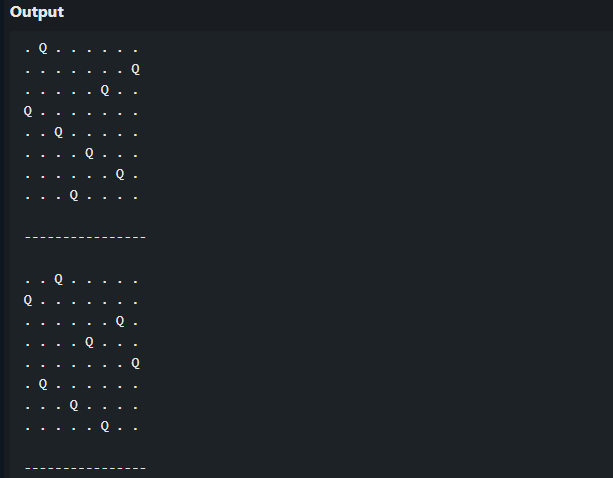 Output
. Q . . . . . .
. . . . . . . Q
. . . . . Q . .
Q . . . . . . .
. . Q . . . . .
. . . . Q . . .
. . . . . . Q .
. . . Q . . . .
----------------
. . Q . . . . .
Q . . . . . . .
. . . . . . Q .
. . . . Q . . .
. . . . . . . Q
. Q . . . . . .
. . . Q . . . .
. . . . . Q . .
----------------